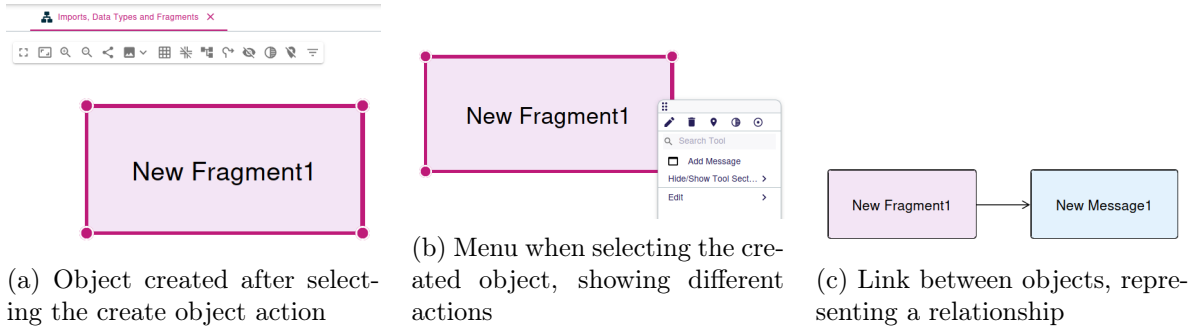 Imports, Data Types and Fragments
New Fragment1
(a) Object created after select-
ing the create object action
New Fragment1
Search Tool
Add Message
Hide/Show Tool Sect...
Edit
(b) Menu when selecting the cre-
ated object, showing different
actions
New Fragment1
New Message1
(c) Link between objects, repre-
senting a relationship